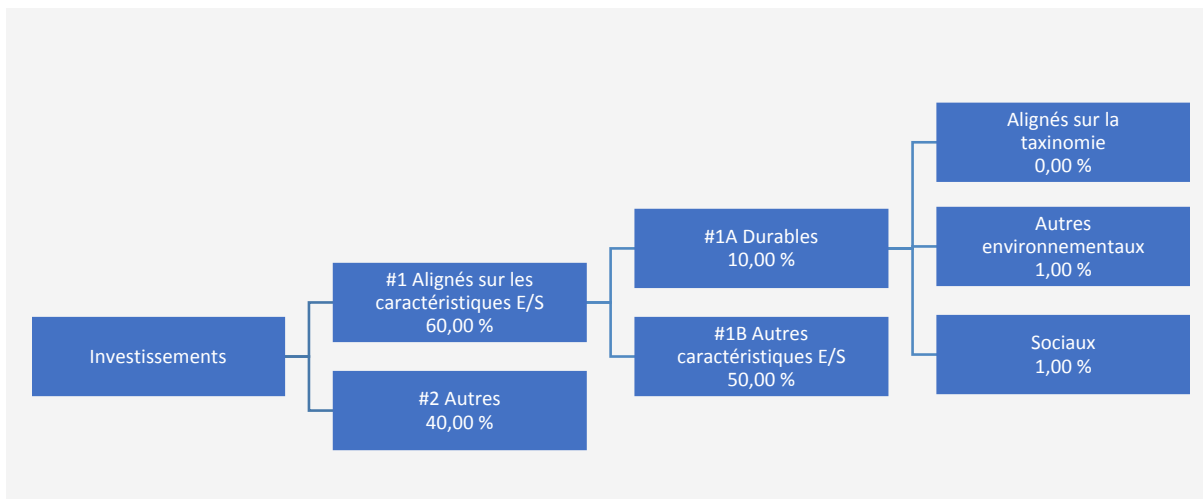 Investissements
#1 Alignés sur les
caractéristiques E/S
60,00 %
#2 Autres
40,00 %
#1A Durables
10,00 %
#1B Autres
caractéristiques E/S
50,00 %
Alignés sur la
taxinomie
0,00 %
Autres
environnementaux
1,00 %
Sociaux
1,00 %